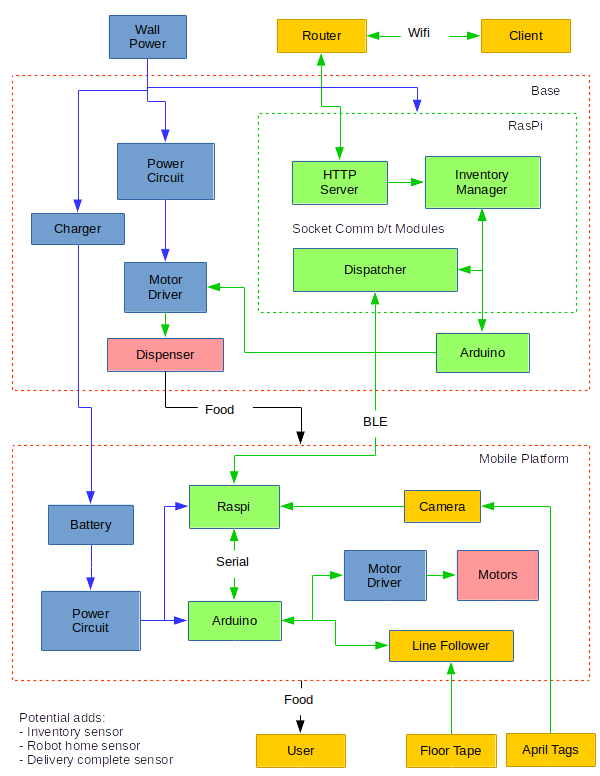 Wall
Power
Router
Wifi
Client
Base
RasPi
Power
Circuit
HTTP
Server
Inventory
Manager
Charger
Socket Comm b/t Modules
Motor
Driver
Dispatcher
Dispenser
Arduino
Food
BLE
Mobile Platform
Raspi
Camera
Battery
Serial
Motor
Driver
Motors
Power
Circuit
Arduino
Line Follower
Food
Potential adds:
- Inventory sensor
- Robot home sensor
- Delivery complete sensor
User
Floor Tape
April Tags